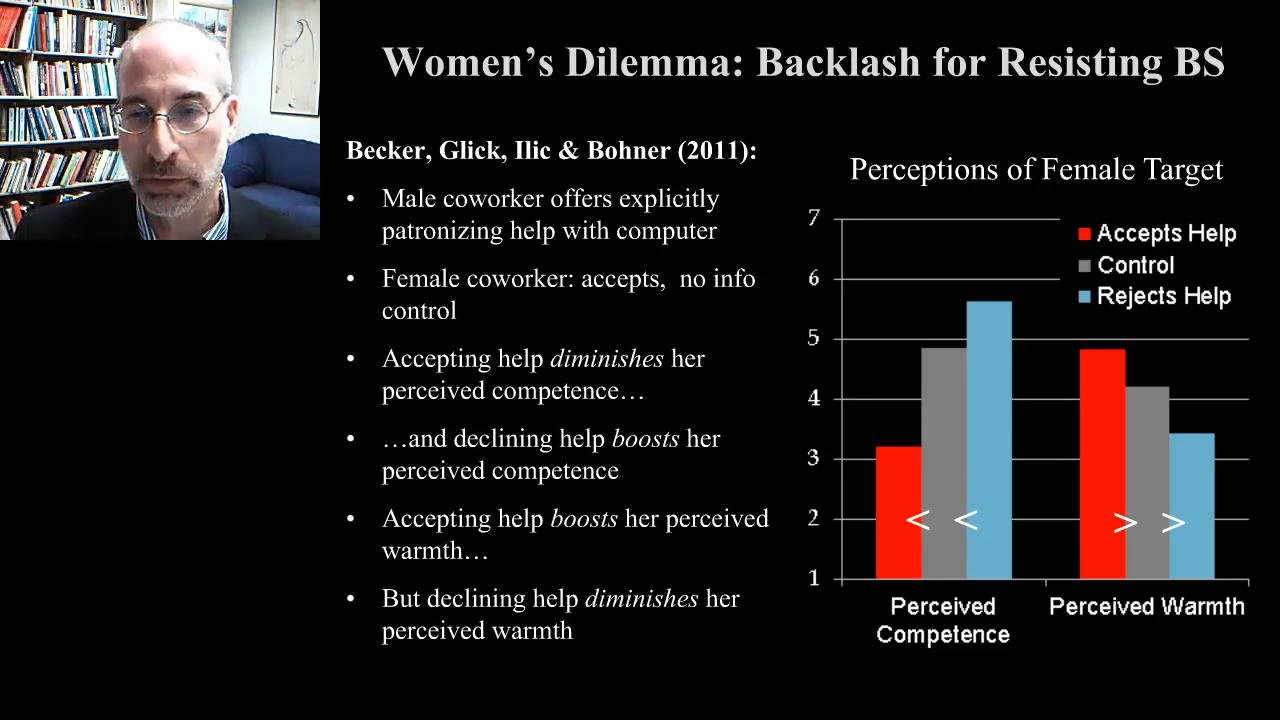 Women's Dilemma: Backlash for Resisting BS
Becker, Glick, Ilic & Bohner (2011):
• Male coworker offers explicitly
patronizing help with computer
• Female coworker: accepts, no info
control
• Accepting help diminishes her
perceived competence…
• …and declining help boosts her
perceived competence
• Accepting help boosts her perceived
warmth…
• But declining help diminishes her
perceived warmth
Perceptions of Female Target
7
6
5
4
3
2
1
Accepts Help
Control
Rejects Help
< <
> >
Perceived
Competence
Perceived Warmth